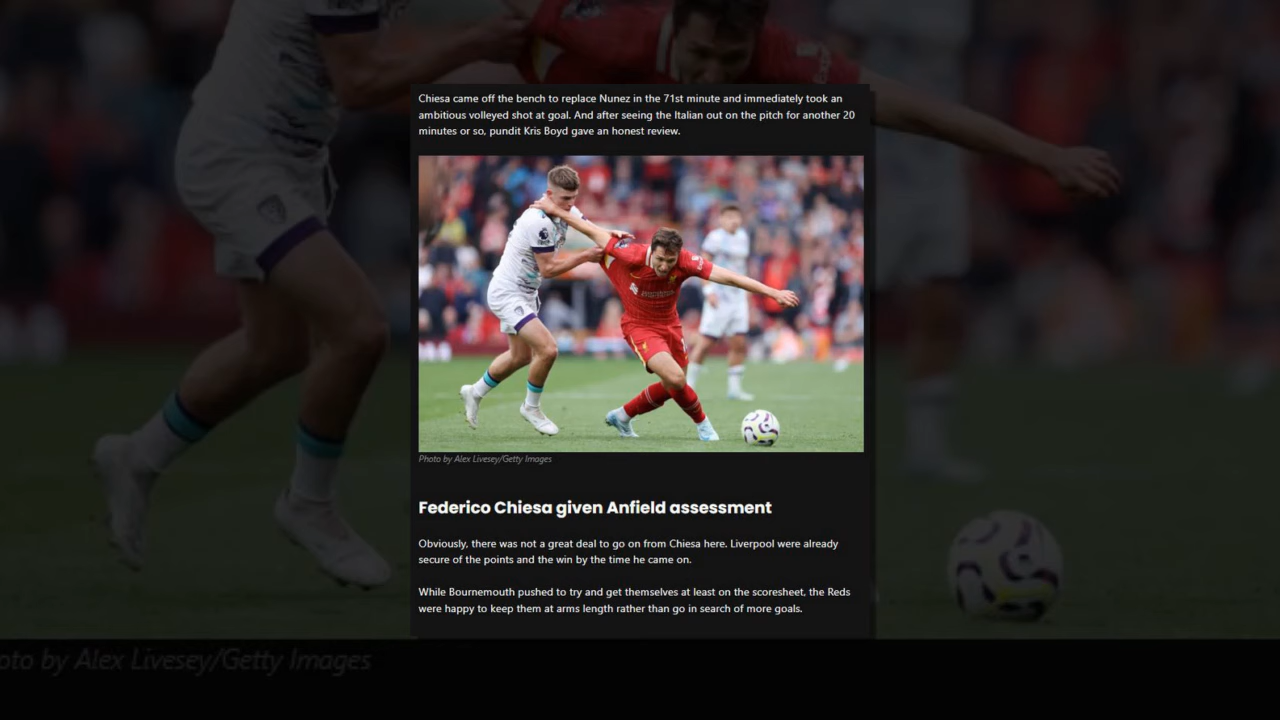 Chiesa came off the bench to replace Nunez in the 71st minute and immediately took an
ambitious volleyed shot at goal. And after seeing the Italian out on the pitch for another 20
minutes or so, pundit Kris Boyd gave an honest review.
Photo by Alex Livesey/Getty Images
Federico Chiesa given Anfield assessment
Obviously, there was not a great deal to go on from Chiesa here. Liverpool were already
secure of the points and the win by the time he came on.
While Bournemouth pushed to try and get themselves at least on the scoresheet, the Reds
were happy to keep them at arms length rather than go in search of more goals.
oto by Alex Livesey/Getty Images